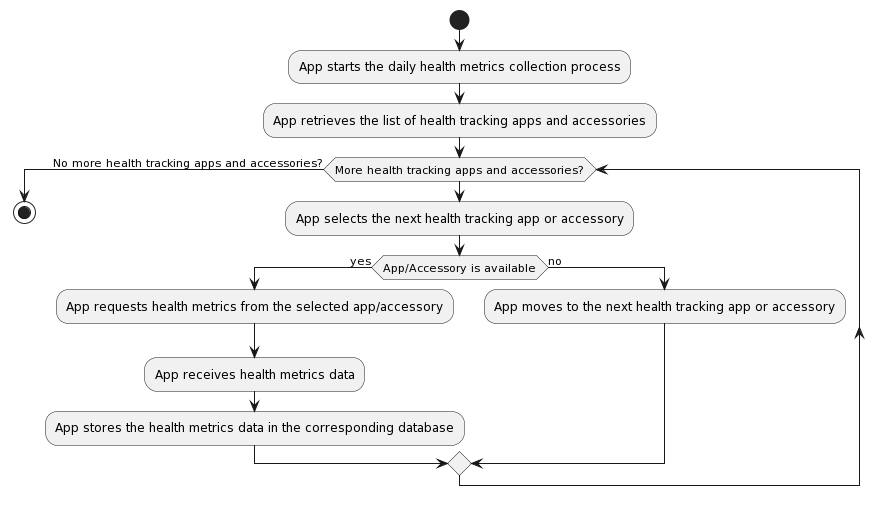 App starts the daily health metrics collection process
App retrieves the list of health tracking apps and accessories
No more health tracking apps and accessories?
More health tracking apps and accessories?
App selects the next health tracking app or accessory
yes
App/Accessory is available
no
App requests health metrics from the selected app/accessory
App moves to the next health tracking app or accessory
App receives health metrics data
App stores the health metrics data in the corresponding database